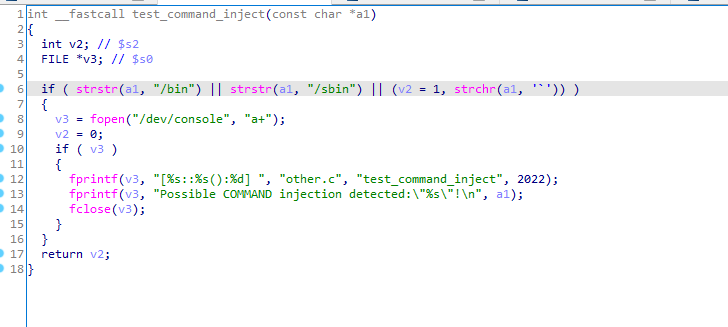 1 int __fastcall test_command_inject(const char *a1)
2 {
3 int v2; // $s2
4 FILE *v3; // $s0
5
6 if ( strstr(a1, "/bin") || strstr(a1, "/sbin") || (v2 = 1, strchr(a1, '`')) )
7 {
8 v3 = fopen("/dev/console", "a+");
9 v2 = 0;
10 if ( v3 )
11 {
12 fprintf(v3, "[%s::%s():%d] ", "other.c", "test_command_inject", 2022);
13 fprintf(v3, "Possible COMMAND injection detected:\"%s\"!\n", a1);
14 fclose(v3);
15 }
16 }
17 return v2;
18 }